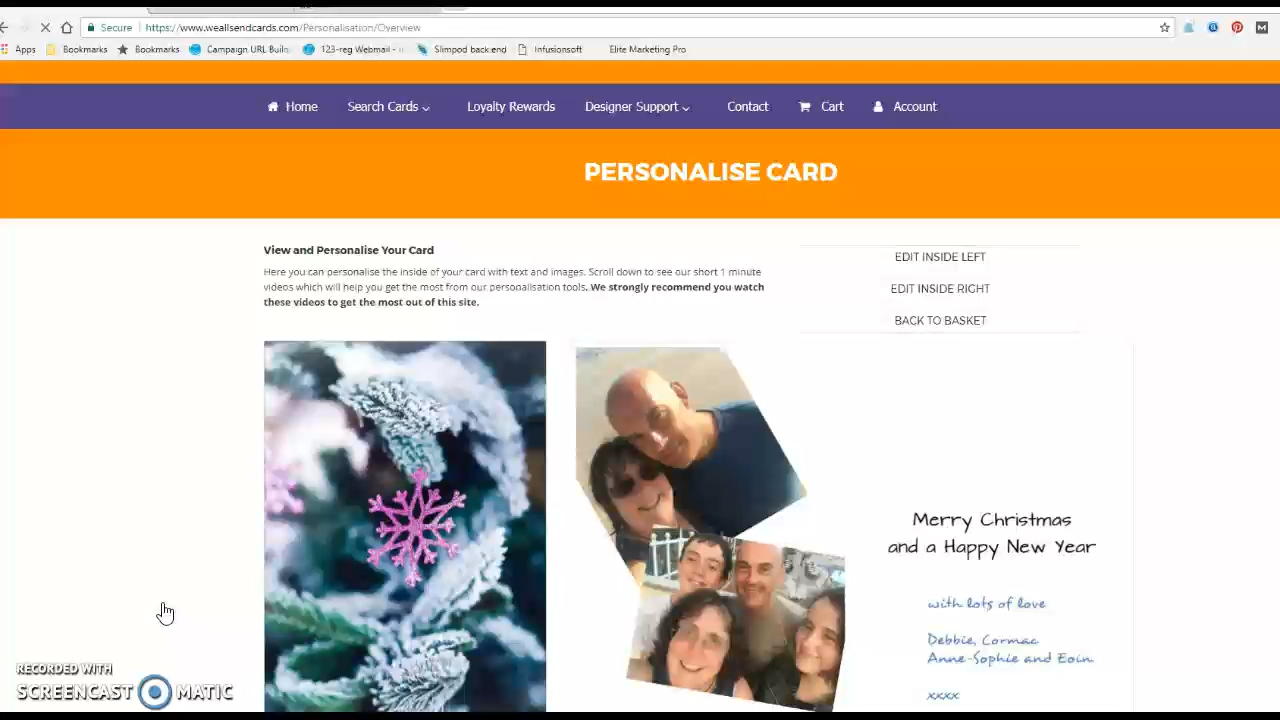 Secure https://www.weallsendcards.com/Personalisation/Overview
Apps Bookmarks Bookmarks Campaign URL Build 123-reg Webmail - Slimpod back end Infusionsoft Elite Marketing Pro
Home Search Cards Loyalty Rewards Designer Support Contact Cart Account
PERSONALISE CARD
View and Personalise Your Card
Here you can personalise the inside of your card with text and images. Scroll down to see our short 1 minute
videos which will help you get the most from our personalisation tools. We strongly recommend you watch
these videos to get the most out of this site.
EDIT INSIDE LEFT
EDIT INSIDE RIGHT
BACK TO BASKET
Merry Christmas
and a Happy New Year
with lots of love
Debbie, Cormac
Anne-Sophie and Eoin
xxxx
RECORDED WITH
SCREENCAST MATIC